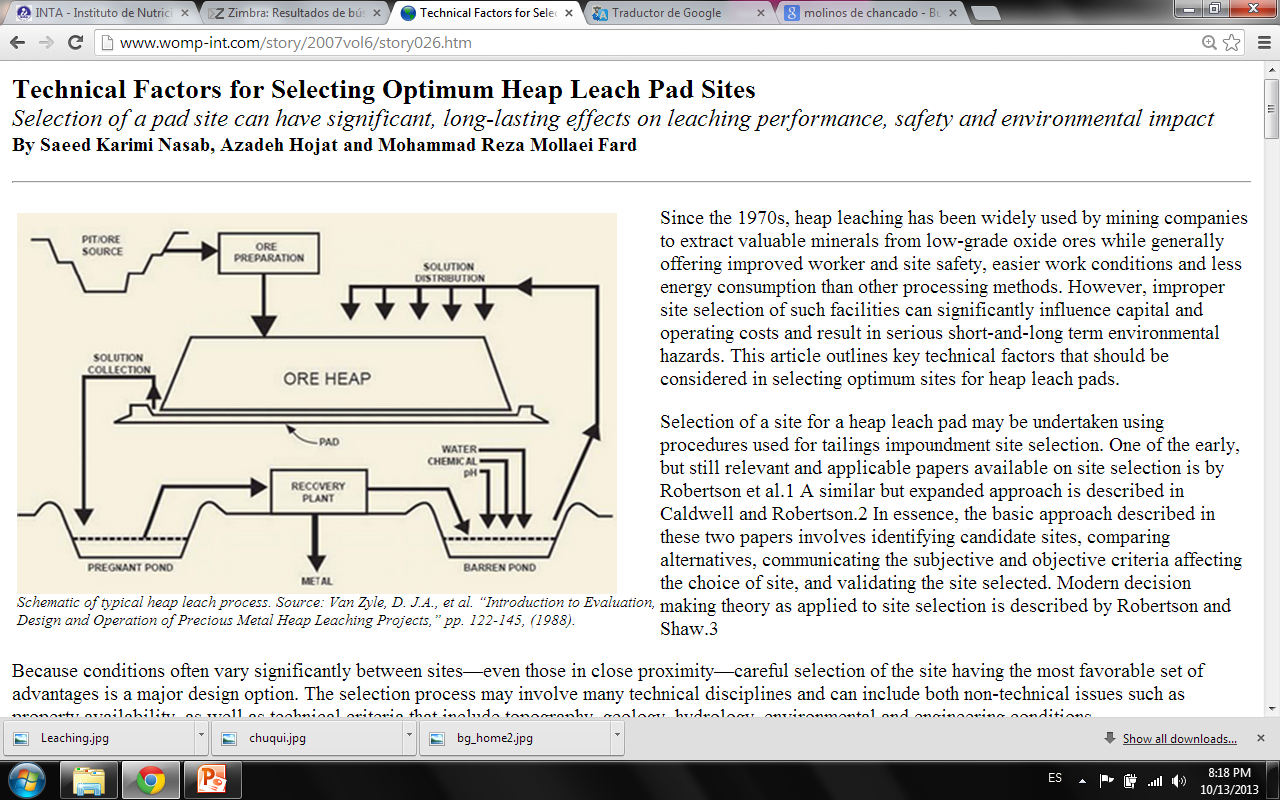 INTA - Instituto de Nutrici
Zimbra: Resultados de bús
Technical Factors for Sele
Traductor de Google
molinos de chancado - Bu
www.womp-int.com/story/2007vol6/story026.htm
Technical Factors for Selecting Optimum Heap Leach Pad Sites
Selection of a pad site can have significant, long-lasting effects on leaching performance, safety and environmental impact
By Saeed Karimi Nasab, Azadeh Hojat and Mohammad Reza Mollaei Fard
PIT/ORE
SOURCE
ORE
PREPARATION
SOLUTION
DISTRIBUTION
SOLUTION
COLLECTION
ORE HEAP
PAD
WATER
CHEMICAL
pH
RECOVERY
PLANT
PREGNANT POND
METAL
BARREN POND
Schematic of typical heap leach process. Source: Van Zyle, D. J.A., et al. “Introduction to Evaluation,
Design and Operation of Precious Metal Heap Leaching Projects,” pp. 122-145, (1988).
Since the 1970s, heap leaching has been widely used by mining companies
to extract valuable minerals from low-grade oxide ores while generally
offering improved worker and site safety, easier work conditions and less
energy consumption than other processing methods. However, improper
site selection of such facilities can significantly influence capital and
operating costs and result in serious short-and-long term environmental
hazards. This article outlines key technical factors that should be
considered in selecting optimum sites for heap leach pads.
Selection of a site for a heap leach pad may be undertaken using
procedures used for tailings impoundment site selection. One of the early,
but still relevant and applicable papers available on site selection is by
Robertson et al.1 A similar but expanded approach is described in
Caldwell and Robertson.2 In essence, the basic approach described in
these two papers involves identifying candidate sites, comparing
alternatives, communicating the subjective and objective criteria affecting
the choice of site, and validating the site selected. Modern decision
making theory as applied to site selection is described by Robertson and
Shaw.3
Because conditions often vary significantly between sites—even those in close proximity—careful selection of the site having the most favorable set of
advantages is a major design option. The selection process may involve many technical disciplines and can include both non-technical issues such as
property availability, as well as technical criteria that include topography, geology, hydrology, environmental and engineering conditions.
Leaching.jpg
chuqui.jpg
bg_home2.jpg
Show all downloads...
ES
8:18 PM
10/13/2013